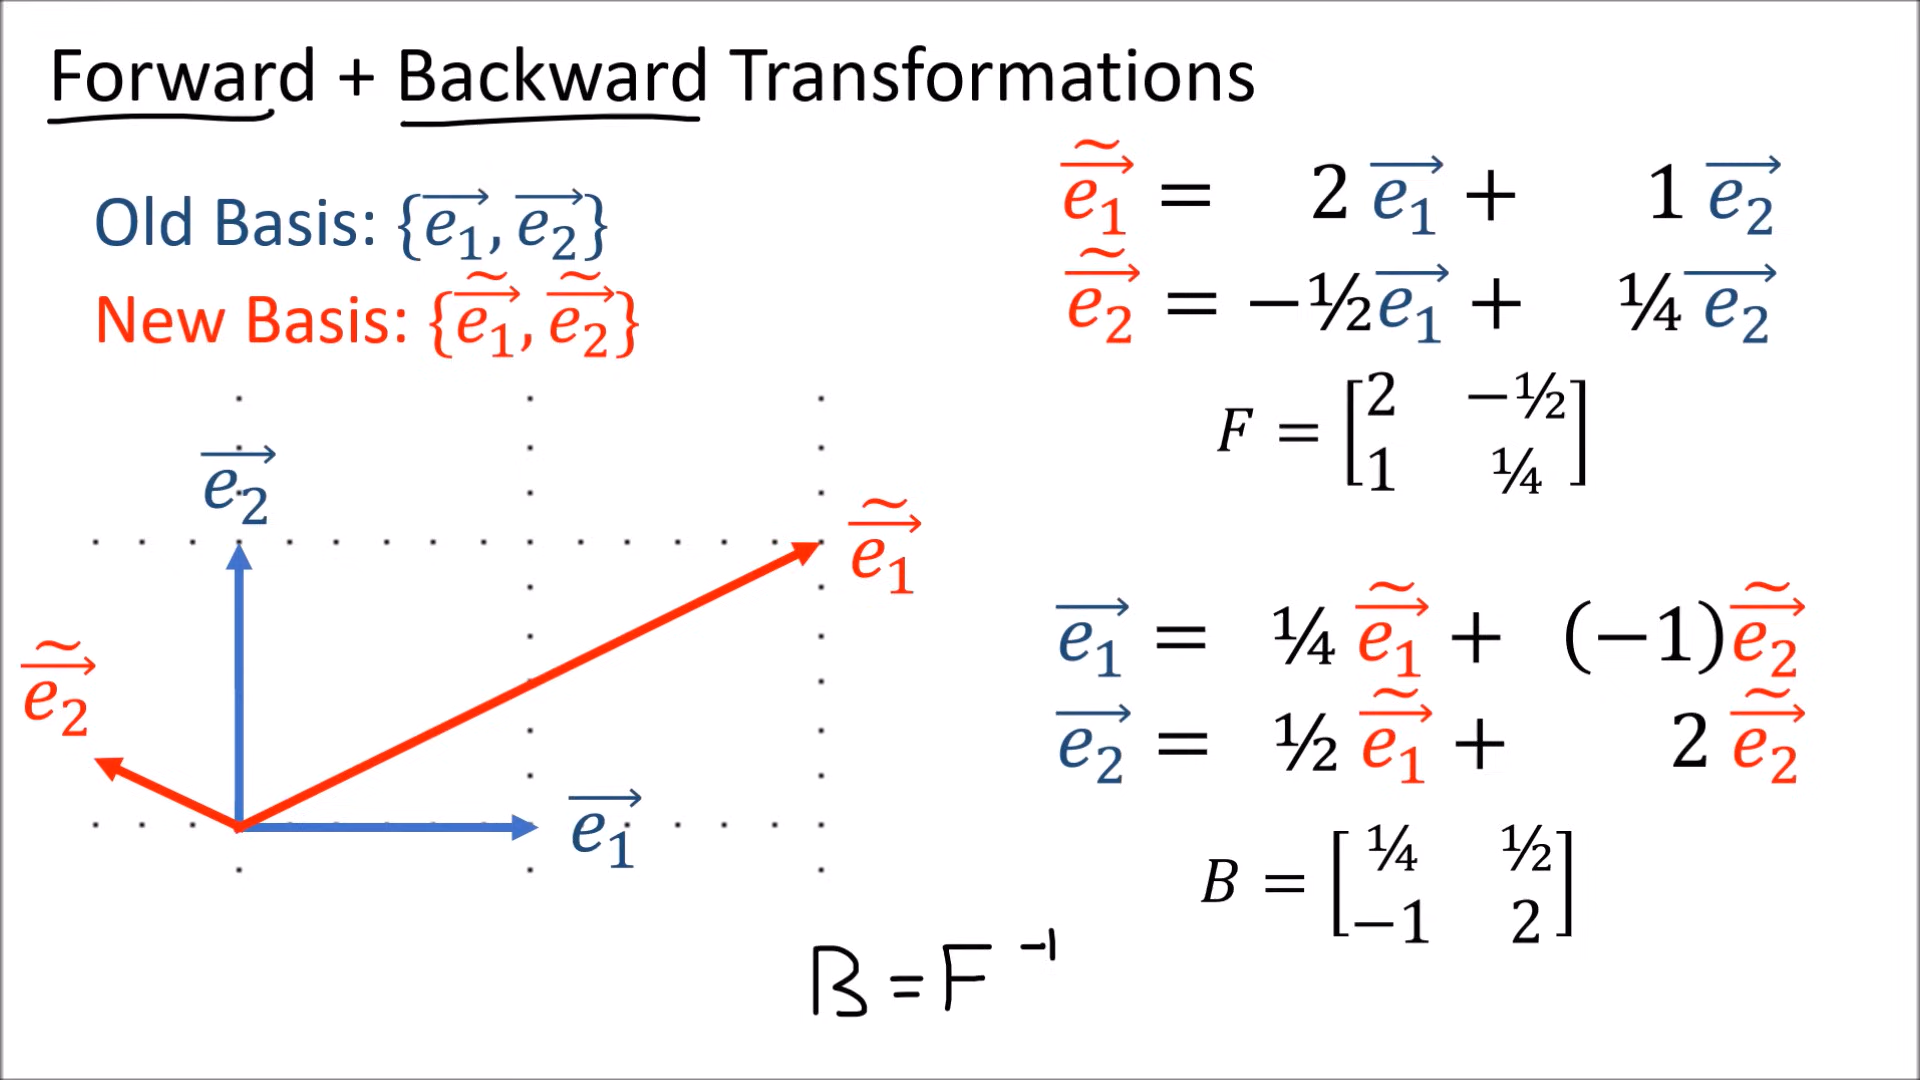 Forward + Backward Transformations
Old Basis: {e₁⃗, e₂⃗}
New Basis: {ẽ₁⃗, ẽ₂⃗}
ẽ₁⃗ = 2 e₁⃗ + 1 e₂⃗
ẽ₂⃗ = −½ e₁⃗ + ¼ e₂⃗
F = [2 −½
1 ¼]
e₂⃗
ẽ₁⃗
ẽ₂⃗
e₁⃗
e₁⃗ = ¼ ẽ₁⃗ + (−1) ẽ₂⃗
e₂⃗ = ½ ẽ₁⃗ + 2 ẽ₂⃗
B = [¼ ½
−1 2]
B = F⁻¹